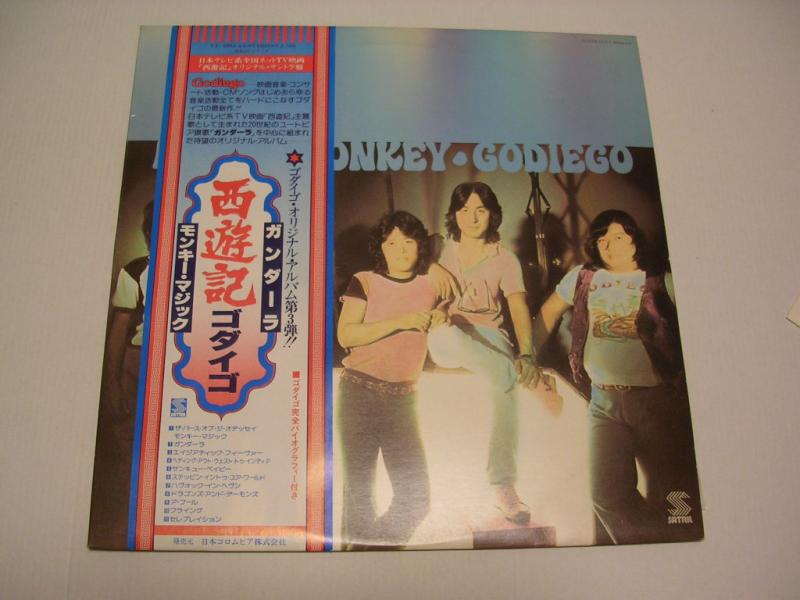 日本テレビ系全国ネットTV映画
「西遊記」オリジナル・サントラ盤
Godiego
映画音楽・コンサ
ート活動・CMソングはじめあらゆる
音楽活動全てをハードにこなすゴダ
イゴの最新作!!
日本テレビ系TV映画「西遊記」主題
歌として生まれた20世紀のユートピ
ア讃歌"ガンダーラ"を中心に組まれ
た待望のオリジナル・アルバム
ONKEY・GODIEGO
ゴダイゴ・オリジナル・アルバム第3弾!!
ガンダーラ
西遊記 ゴダイゴ
モンキー・マジック
■ゴダイゴ完全バイオグラフィー付き
SATRIL
ザ・バース・オブ・ジ・オデッセイ
モンキー・マジック
ガンダーラ
エイジアティック・フィーヴァー
ヘディング・アウト・ウェスト・トゥ・インディア
サンキュー・ベイビー
ステッピン・イントゥ・ユア・ワールド
ハヴォック・イン・ヘヴン
ドラゴンズ・アンド・デーモンズ
ア・フール
フライング
セレブレイション
発売元 日本コロムビア株式会社
GODIEGO
SATRIL